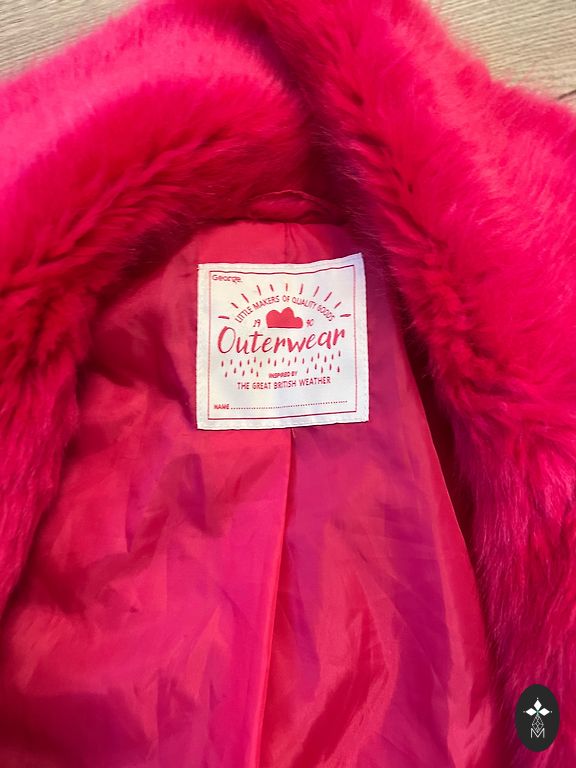 George.
LITTLE MAKERS OF QUALITY GOODS
19 90
Outerwear
INSPIRED BY
THE GREAT BRITISH WEATHER
NAME
M